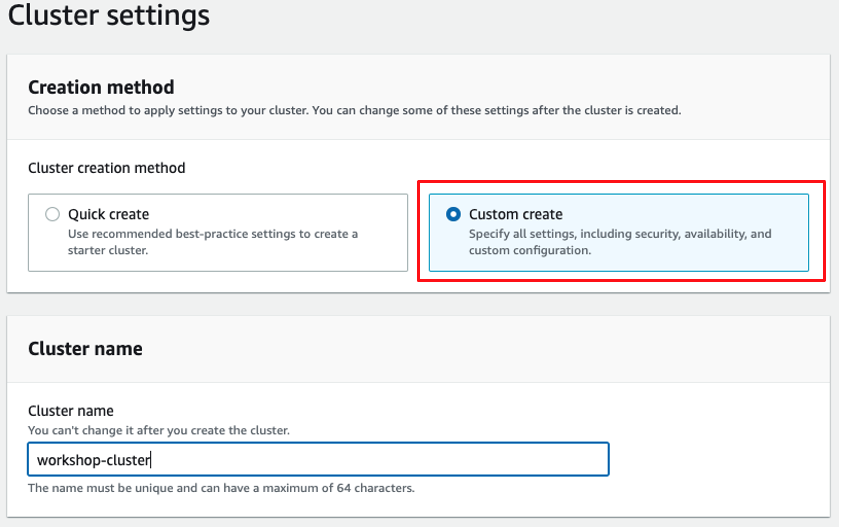 Cluster settings
Creation method
Choose a method to apply settings to your cluster. You can change some of these settings after the cluster is created.
Cluster creation method
Quick create
Use recommended best-practice settings to create a
starter cluster.
Custom create
Specify all settings, including security, availability, and
custom configuration.
Cluster name
Cluster name
You can't change it after you create the cluster.
workshop-cluster
The name must be unique and can have a maximum of 64 characters.